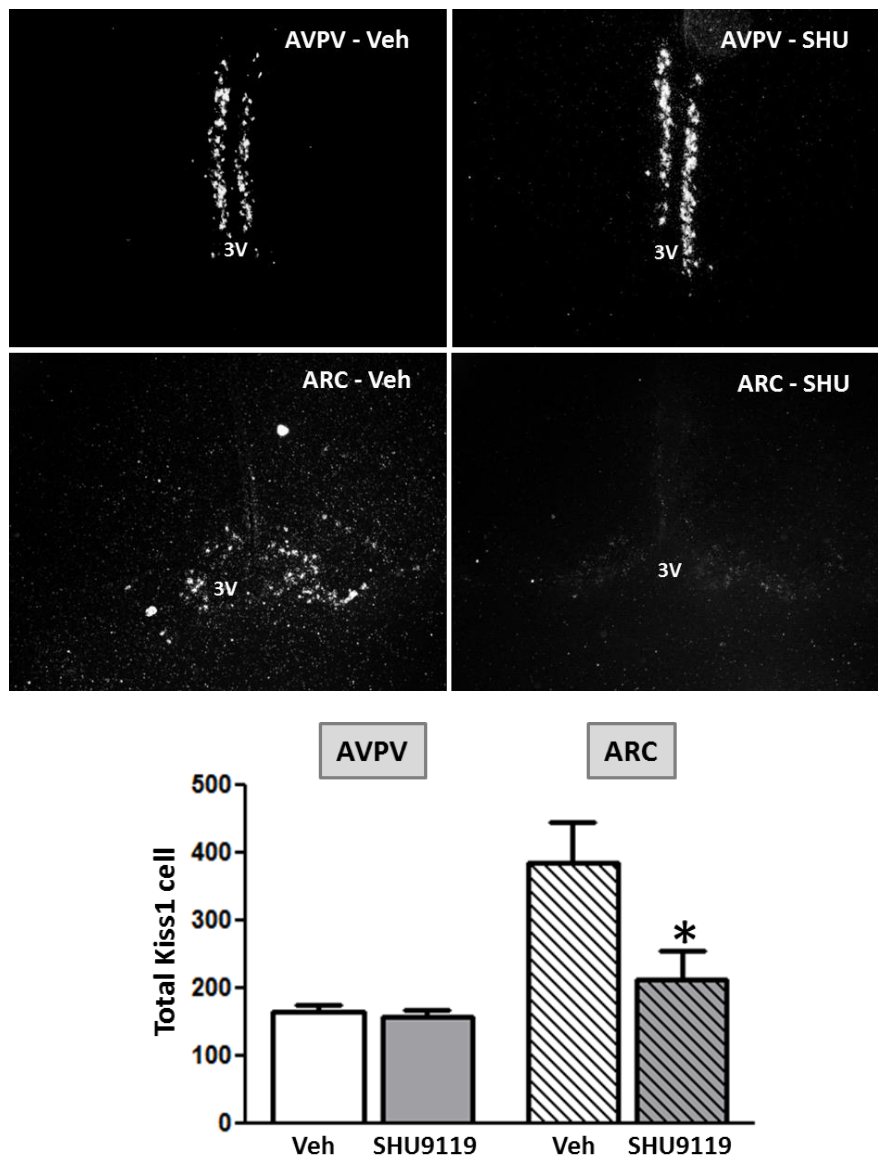 AVPV - Veh
AVPV - SHU
3V
3V
ARC - Veh
ARC - SHU
3V
3V
AVPV
ARC
Total Kiss1 cell
500
400
300
200
100
0
*
Veh
SHU9119
Veh
SHU9119